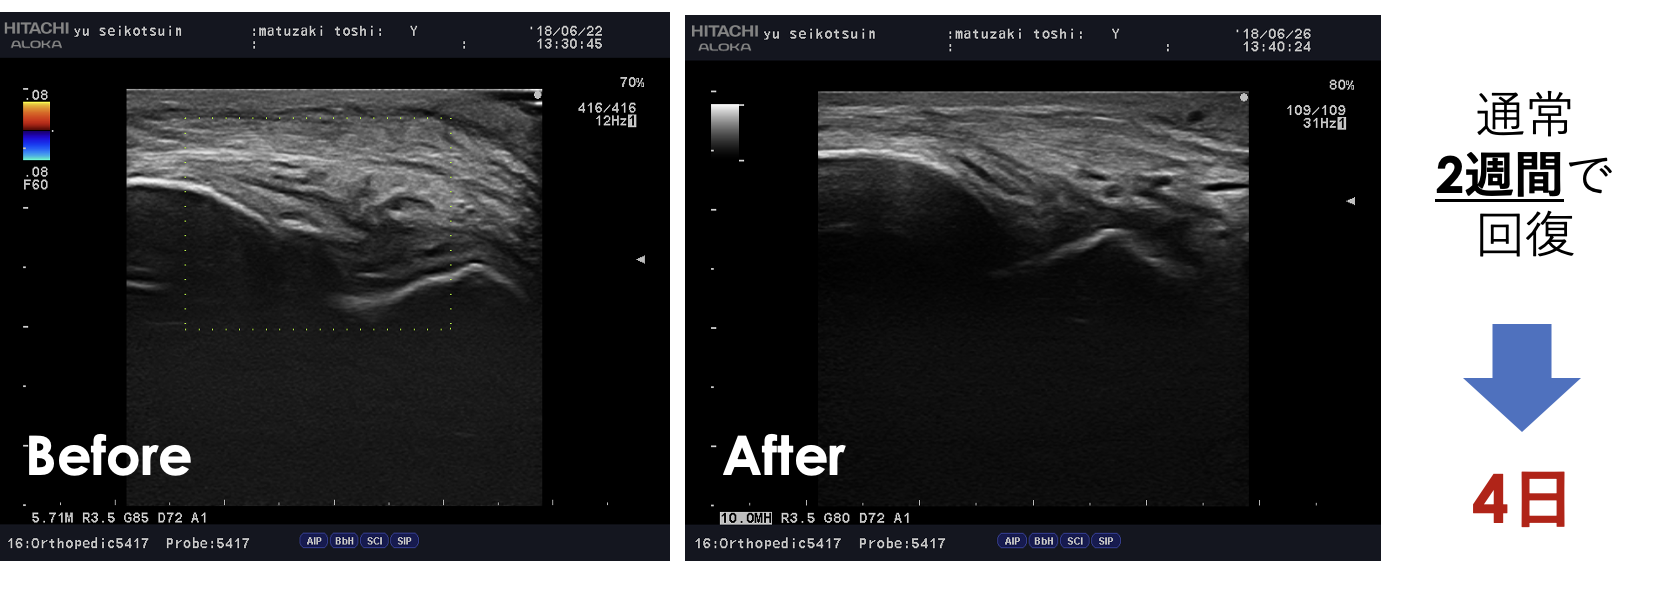 HITACHI
ALOKA
yu seikotsuin :matuzaki toshi: Y '18/06/22
: : 13:30:45
70%
416/416
12Hz1
.08
.08
F60
Before
5.71M R3.5 G85 D72 A1
16:Orthopedic5417 Probe:5417 AIP BbH SCI SIP
HITACHI
ALOKA
yu seikotsuin :matuzaki toshi: Y '18/06/26
: : 13:40:24
80%
109/109
31Hz1
After
10.0MH R3.5 G80 D72 A1
16:Orthopedic5417 Probe:5417 AIP BbH SCI SIP
通常
2週間で
回復
4日